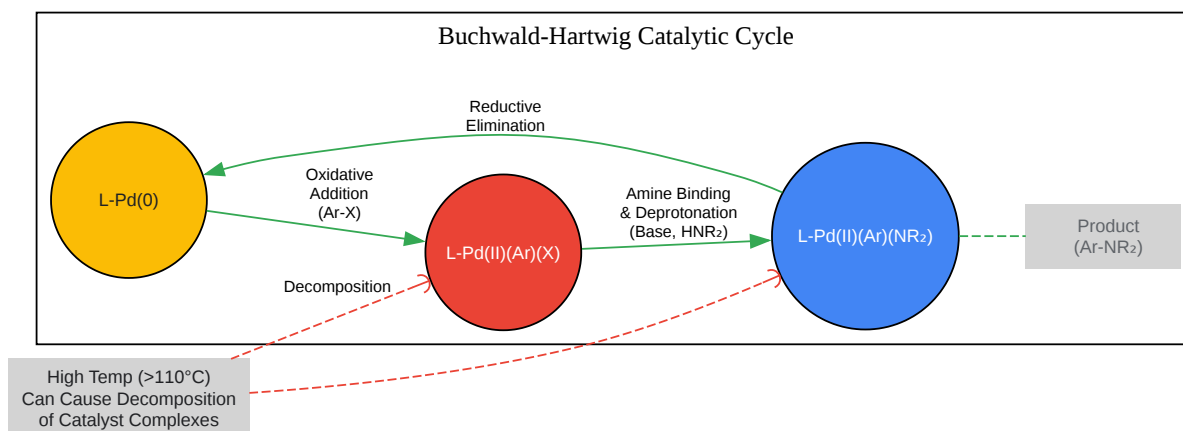 Buchwald-Hartwig Catalytic Cycle
Reductive
Elimination
L-Pd(0)
Oxidative
Addition
(Ar-X)
L-Pd(II)(Ar)(X)
Amine Binding
& Deprotonation
(Base, HNR₂)
L-Pd(II)(Ar)(NR₂)
Product
(Ar-NR₂)
Decomposition
High Temp (>110°C)
Can Cause Decomposition
of Catalyst Complexes